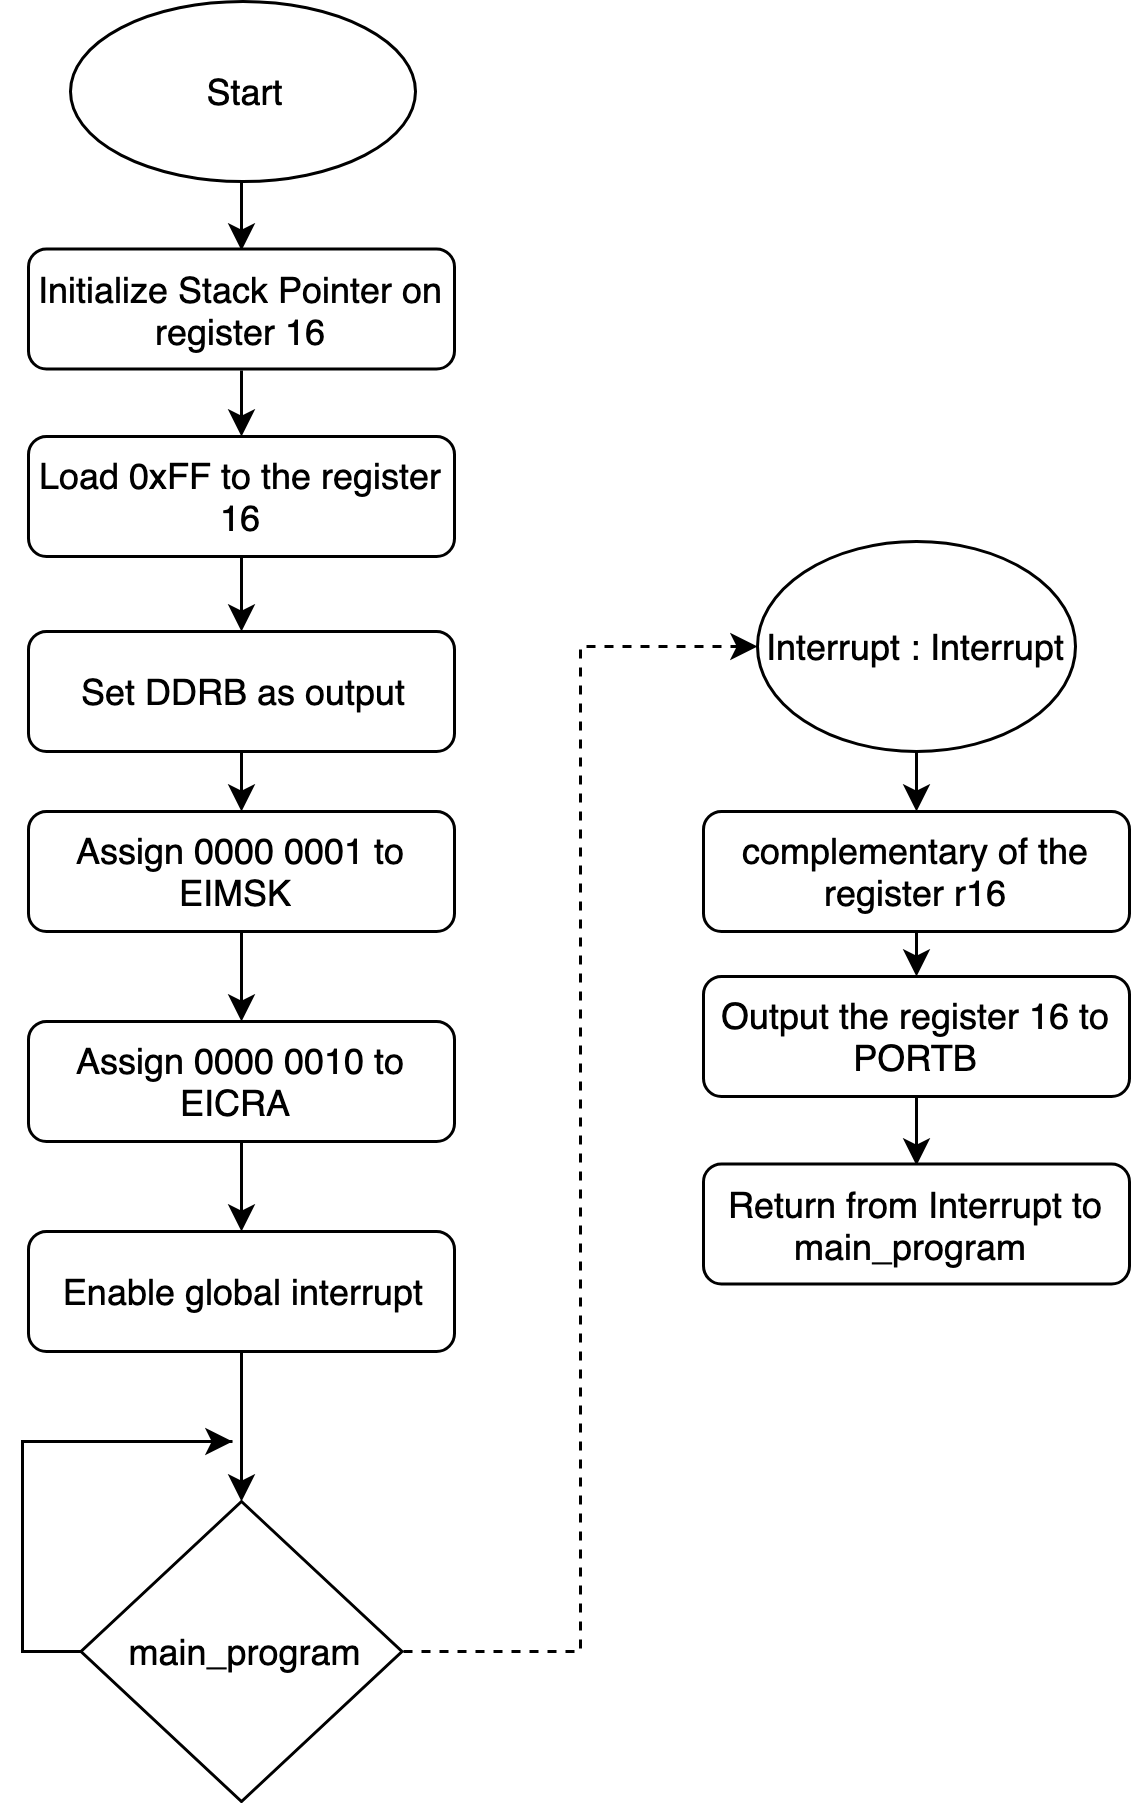 Start
Initialize Stack Pointer on
register 16
Load 0xFF to the register
16
Set DDRB as output
Assign 0000 0001 to
EIMSK
Assign 0000 0010 to
EICRA
Enable global interrupt
main_program
Interrupt : Interrupt
complementary of the
register r16
Output the register 16 to
PORTB
Return from Interrupt to
main_program